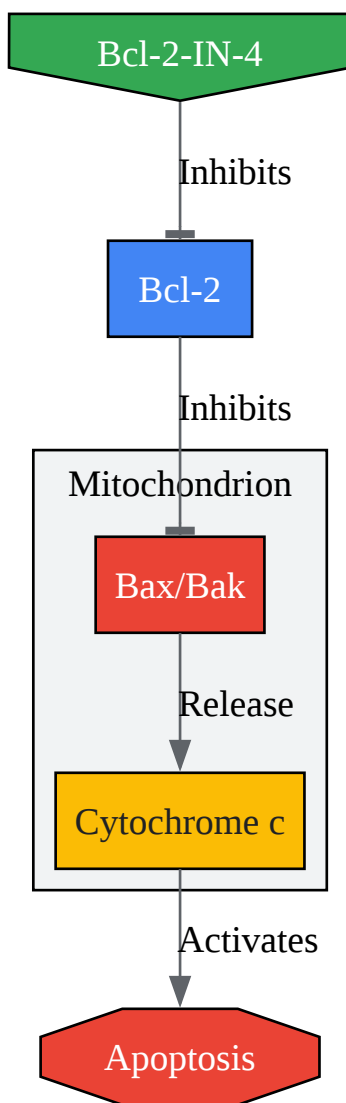 Bcl-2-IN-4
Inhibits
Bcl-2
Inhibits
Mitochondrion
Bax/Bak
Release
Cytochrome c
Activates
Apoptosis